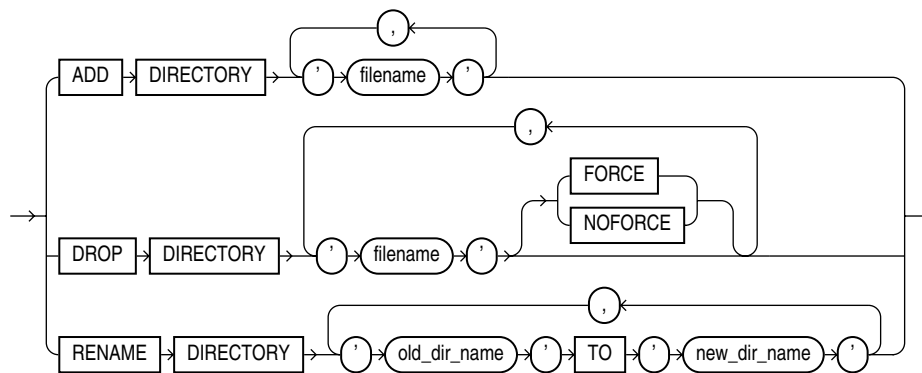 ,
ADD DIRECTORY ' filename '
,
FORCE
NOFORCE
DROP DIRECTORY ' filename '
,
RENAME DIRECTORY ' old_dir_name ' TO ' new_dir_name '